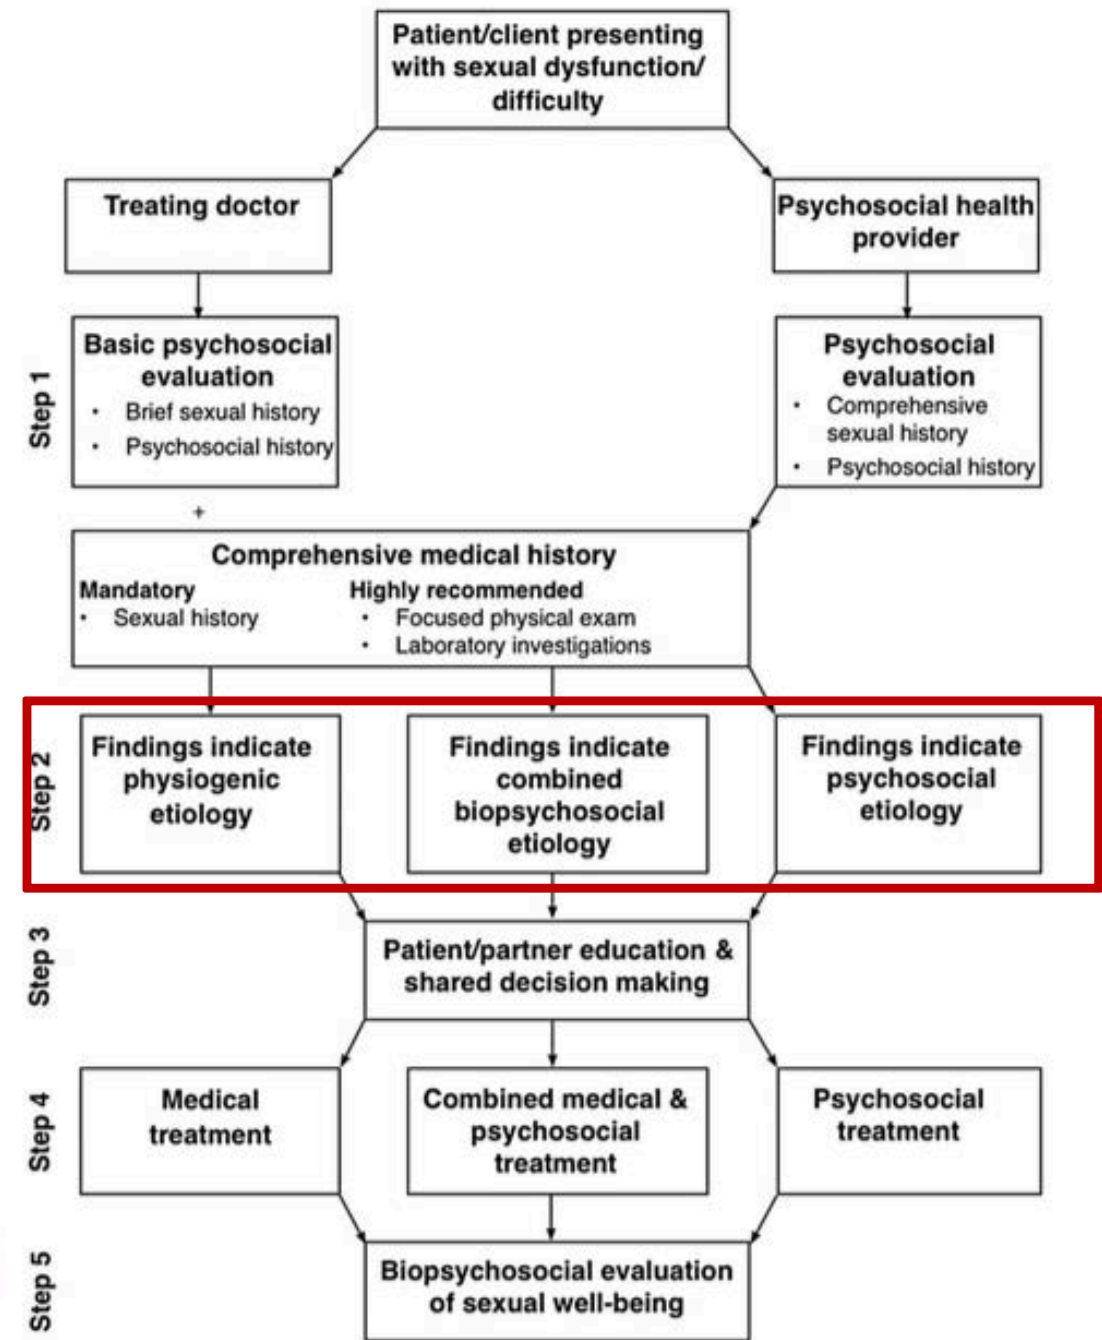 Patient/client presenting
with sexual dysfunction/
difficulty
Treating doctor
Psychosocial health
provider
Step 1
Basic psychosocial
evaluation
• Brief sexual history
• Psychosocial history
Psychosocial
evaluation
• Comprehensive
sexual history
• Psychosocial history
+
Comprehensive medical history
Mandatory
• Sexual history
Highly recommended
• Focused physical exam
• Laboratory investigations
Step 2
Findings indicate
physiogenic
etiology
Findings indicate
combined
biopsychosocial
etiology
Findings indicate
psychosocial
etiology
Step 3
Patient/partner education &
shared decision making
Step 4
Medical
treatment
Combined medical &
psychosocial
treatment
Psychosocial
treatment
Step 5
Biopsychosocial evaluation
of sexual well-being